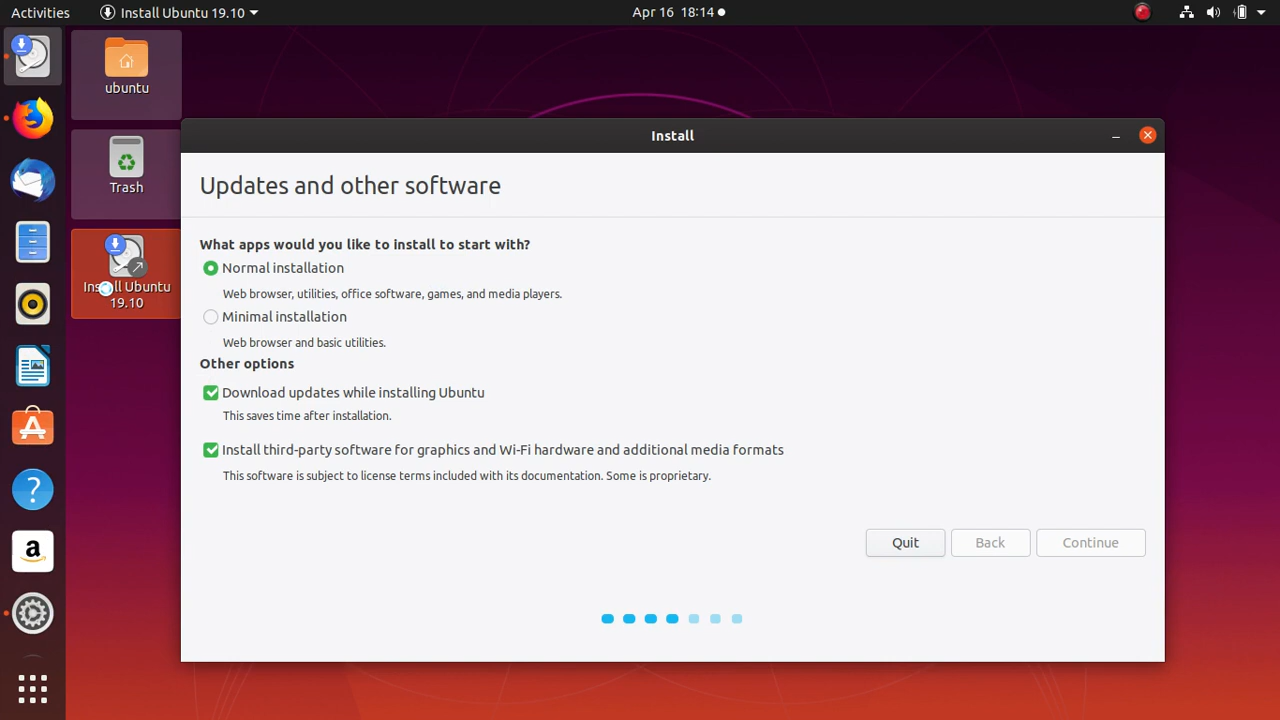 Activities
Install Ubuntu 19.10
Apr 16 18:14
ubuntu
Trash
Install Ubuntu
19.10
Install
Updates and other software
What apps would you like to install to start with?
Normal installation
Web browser, utilities, office software, games, and media players.
Minimal installation
Web browser and basic utilities.
Other options
Download updates while installing Ubuntu
This saves time after installation.
Install third-party software for graphics and Wi-Fi hardware and additional media formats
This software is subject to license terms included with its documentation. Some is proprietary.
Quit
Back
Continue